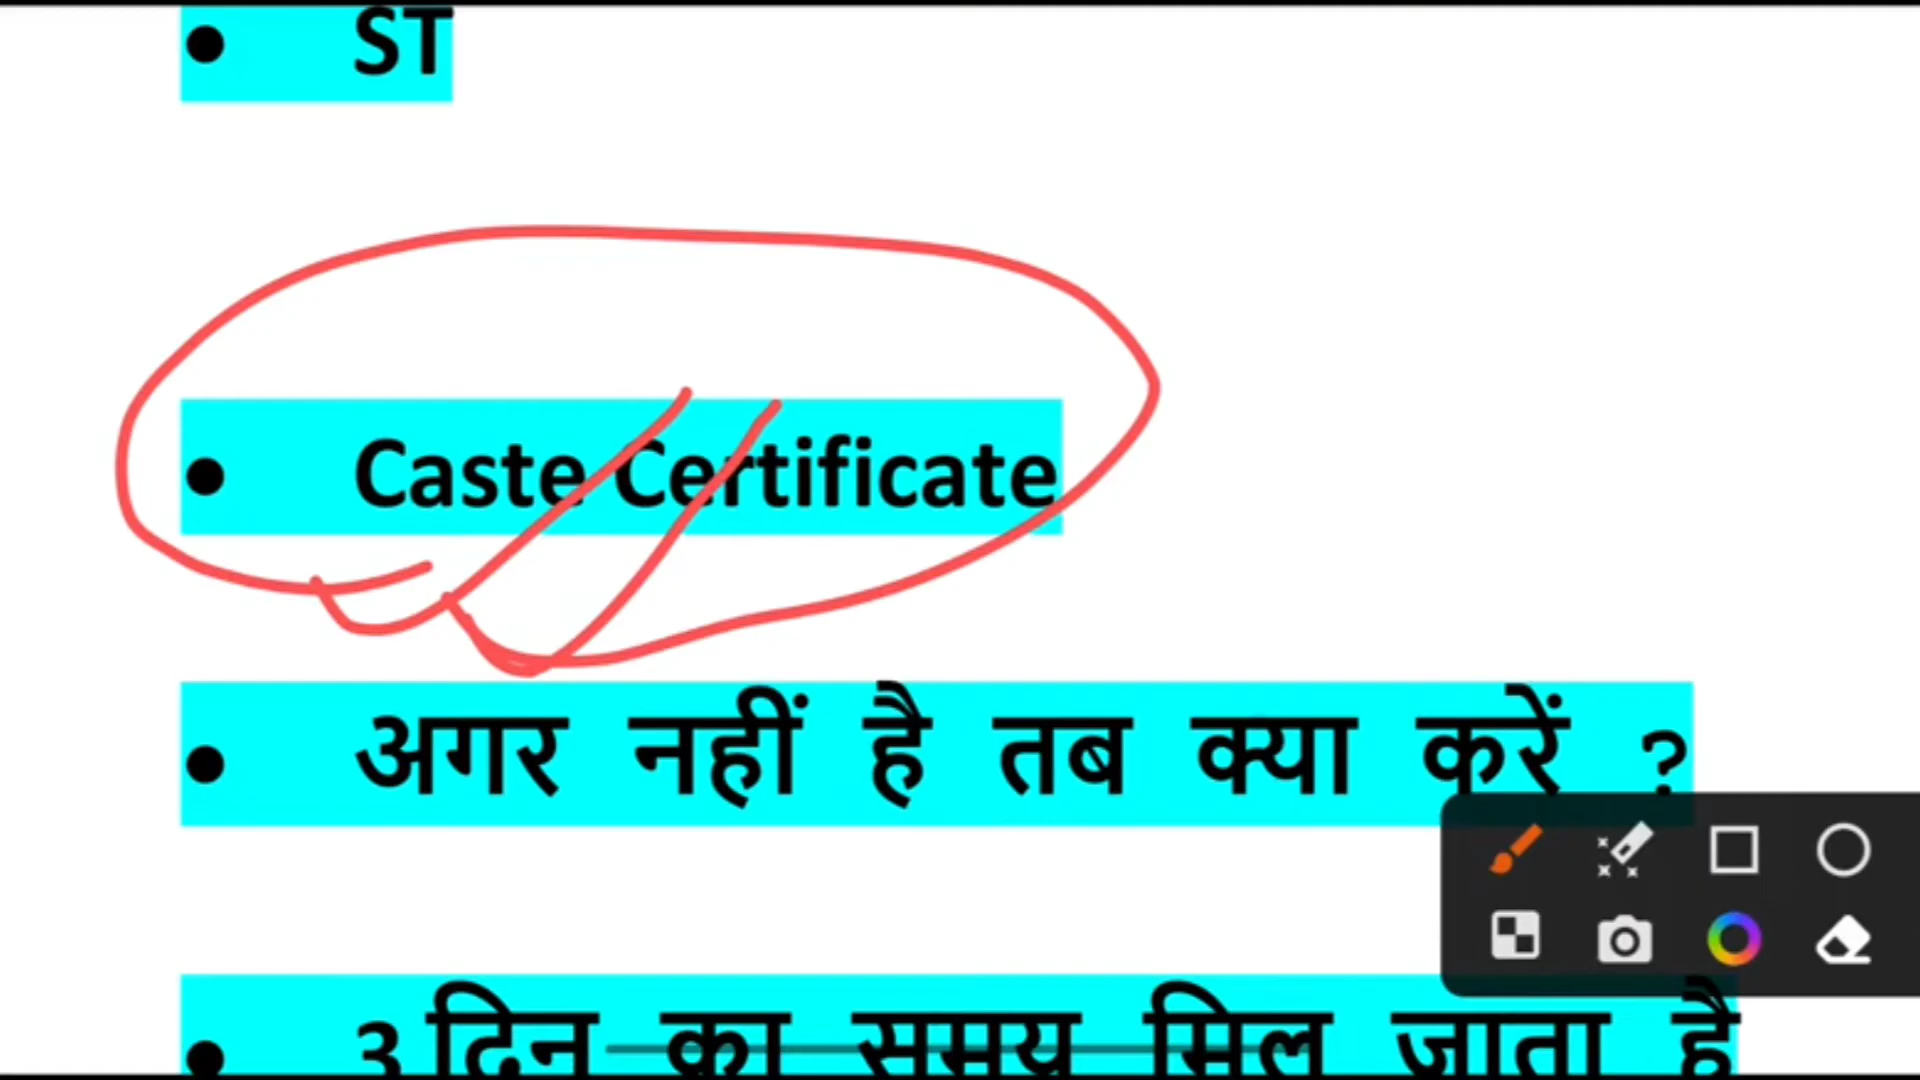 • ST
• Caste Certificate
• अगर नहीं है तब क्या करें ?
• 3 दिन का समय मिल जाता है